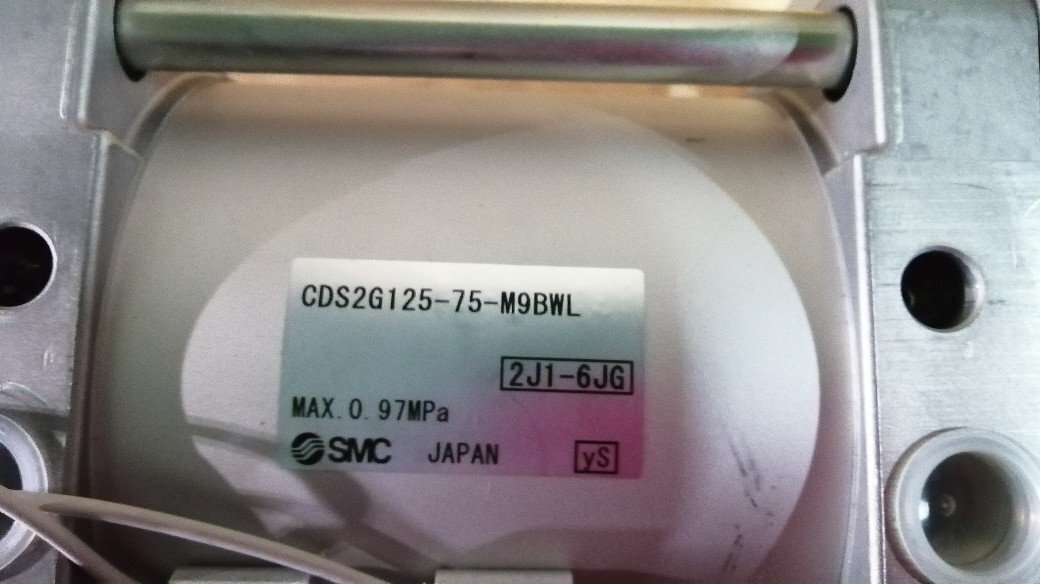 CDS2G125-75-M9BWL
2J1-6JG
MAX.0.97MPa
SMC JAPAN yS